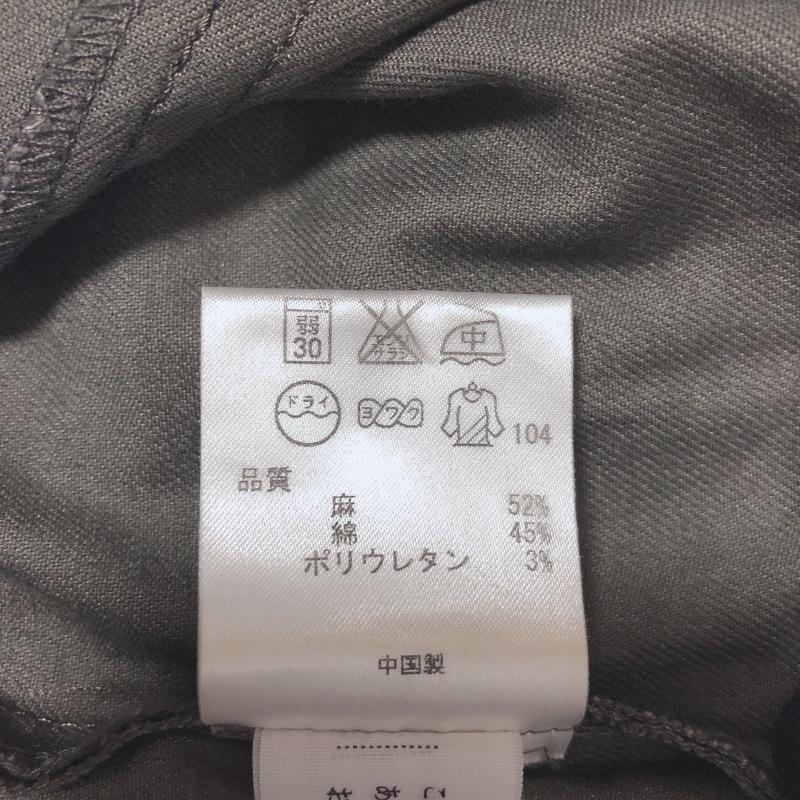 弱 エンソ サラシ 中
30
ドライ ヨワク 104
品質
麻 52%
綿 45%
ポリウレタン 3%
中国製